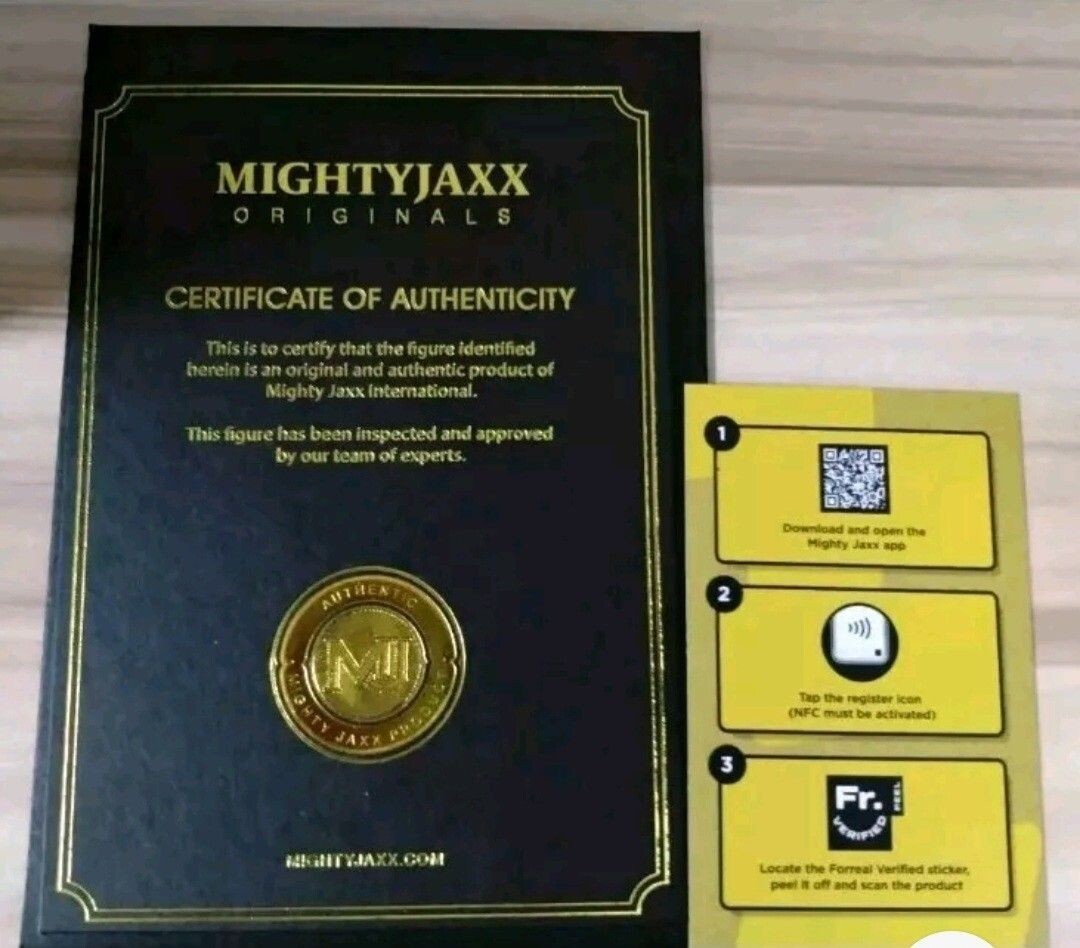 MIGHTYJAXX
ORIGINALS
CERTIFICATE OF AUTHENTICITY
This is to certify that the figure identified
herein is an original and authentic product of
Mighty Jaxx International.
This figure has been inspected and approved
by our team of experts.
AUTHENTIC
MIGHTY JAXX PRODUCT
MIGHTYJAXX.COM
1
Download and open the
Mighty Jaxx app
2
Tap the register icon
(NFC must be activated)
3
Fr.
VERIFIED
PEEL
Locate the Forreal Verified sticker,
peel it off and scan the product